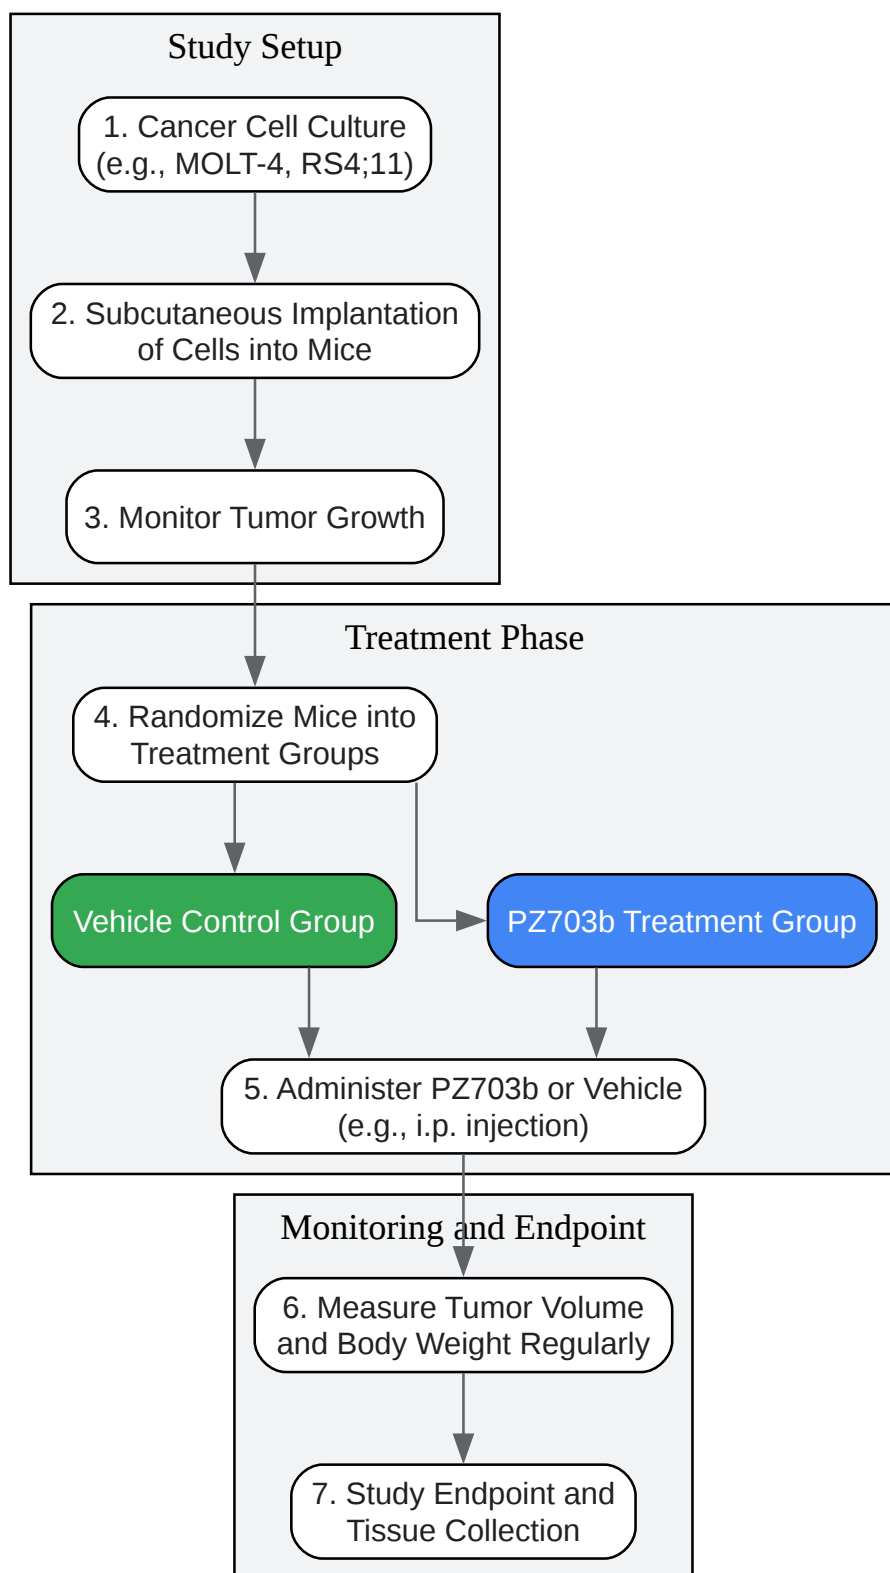 Study Setup
1. Cancer Cell Culture
(e.g., MOLT-4, RS4;11)
2. Subcutaneous Implantation
of Cells into Mice
3. Monitor Tumor Growth
Treatment Phase
4. Randomize Mice into
Treatment Groups
Vehicle Control Group
PZ703b Treatment Group
5. Administer PZ703b or Vehicle
(e.g., i.p. injection)
Monitoring and Endpoint
6. Measure Tumor Volume
and Body Weight Regularly
7. Study Endpoint and
Tissue Collection